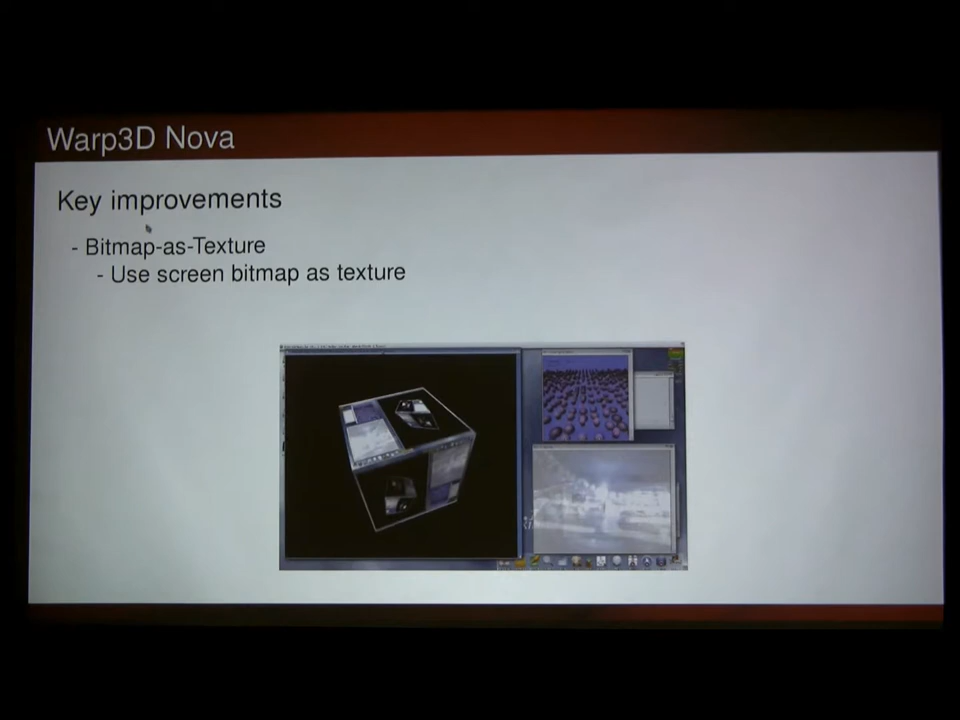 Warp3D Nova
Key improvements
- Bitmap-as-Texture
- Use screen bitmap as texture